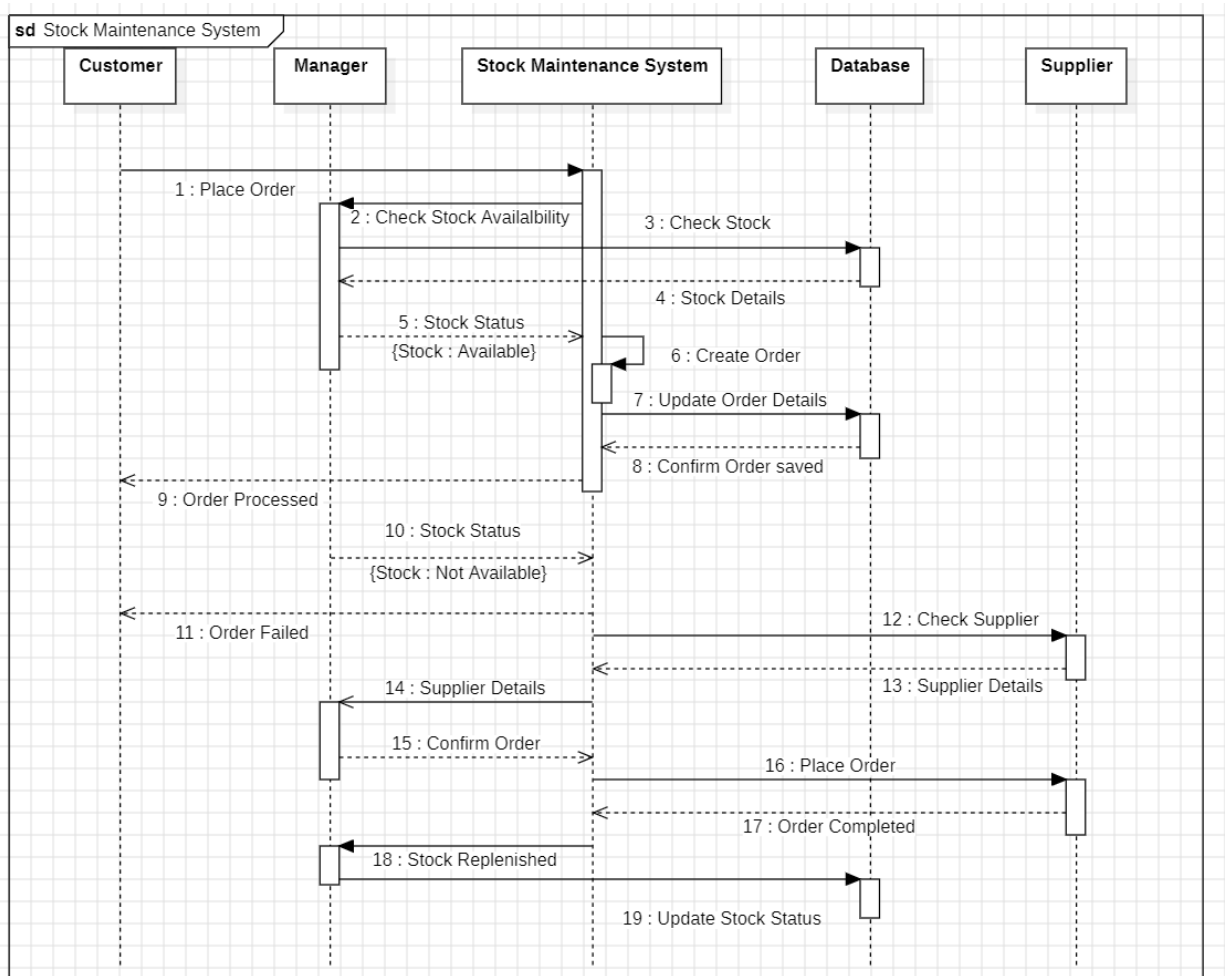 sd Stock Maintenance System
Customer
Manager
Stock Maintenance System
Database
Supplier
1 : Place Order
2 : Check Stock Availalbility
3 : Check Stock
4 : Stock Details
5 : Stock Status
{Stock : Available}
6 : Create Order
7 : Update Order Details
8 : Confirm Order saved
9 : Order Processed
10 : Stock Status
{Stock : Not Available}
11 : Order Failed
12 : Check Supplier
13 : Supplier Details
14 : Supplier Details
15 : Confirm Order
16 : Place Order
17 : Order Completed
18 : Stock Replenished
19 : Update Stock Status